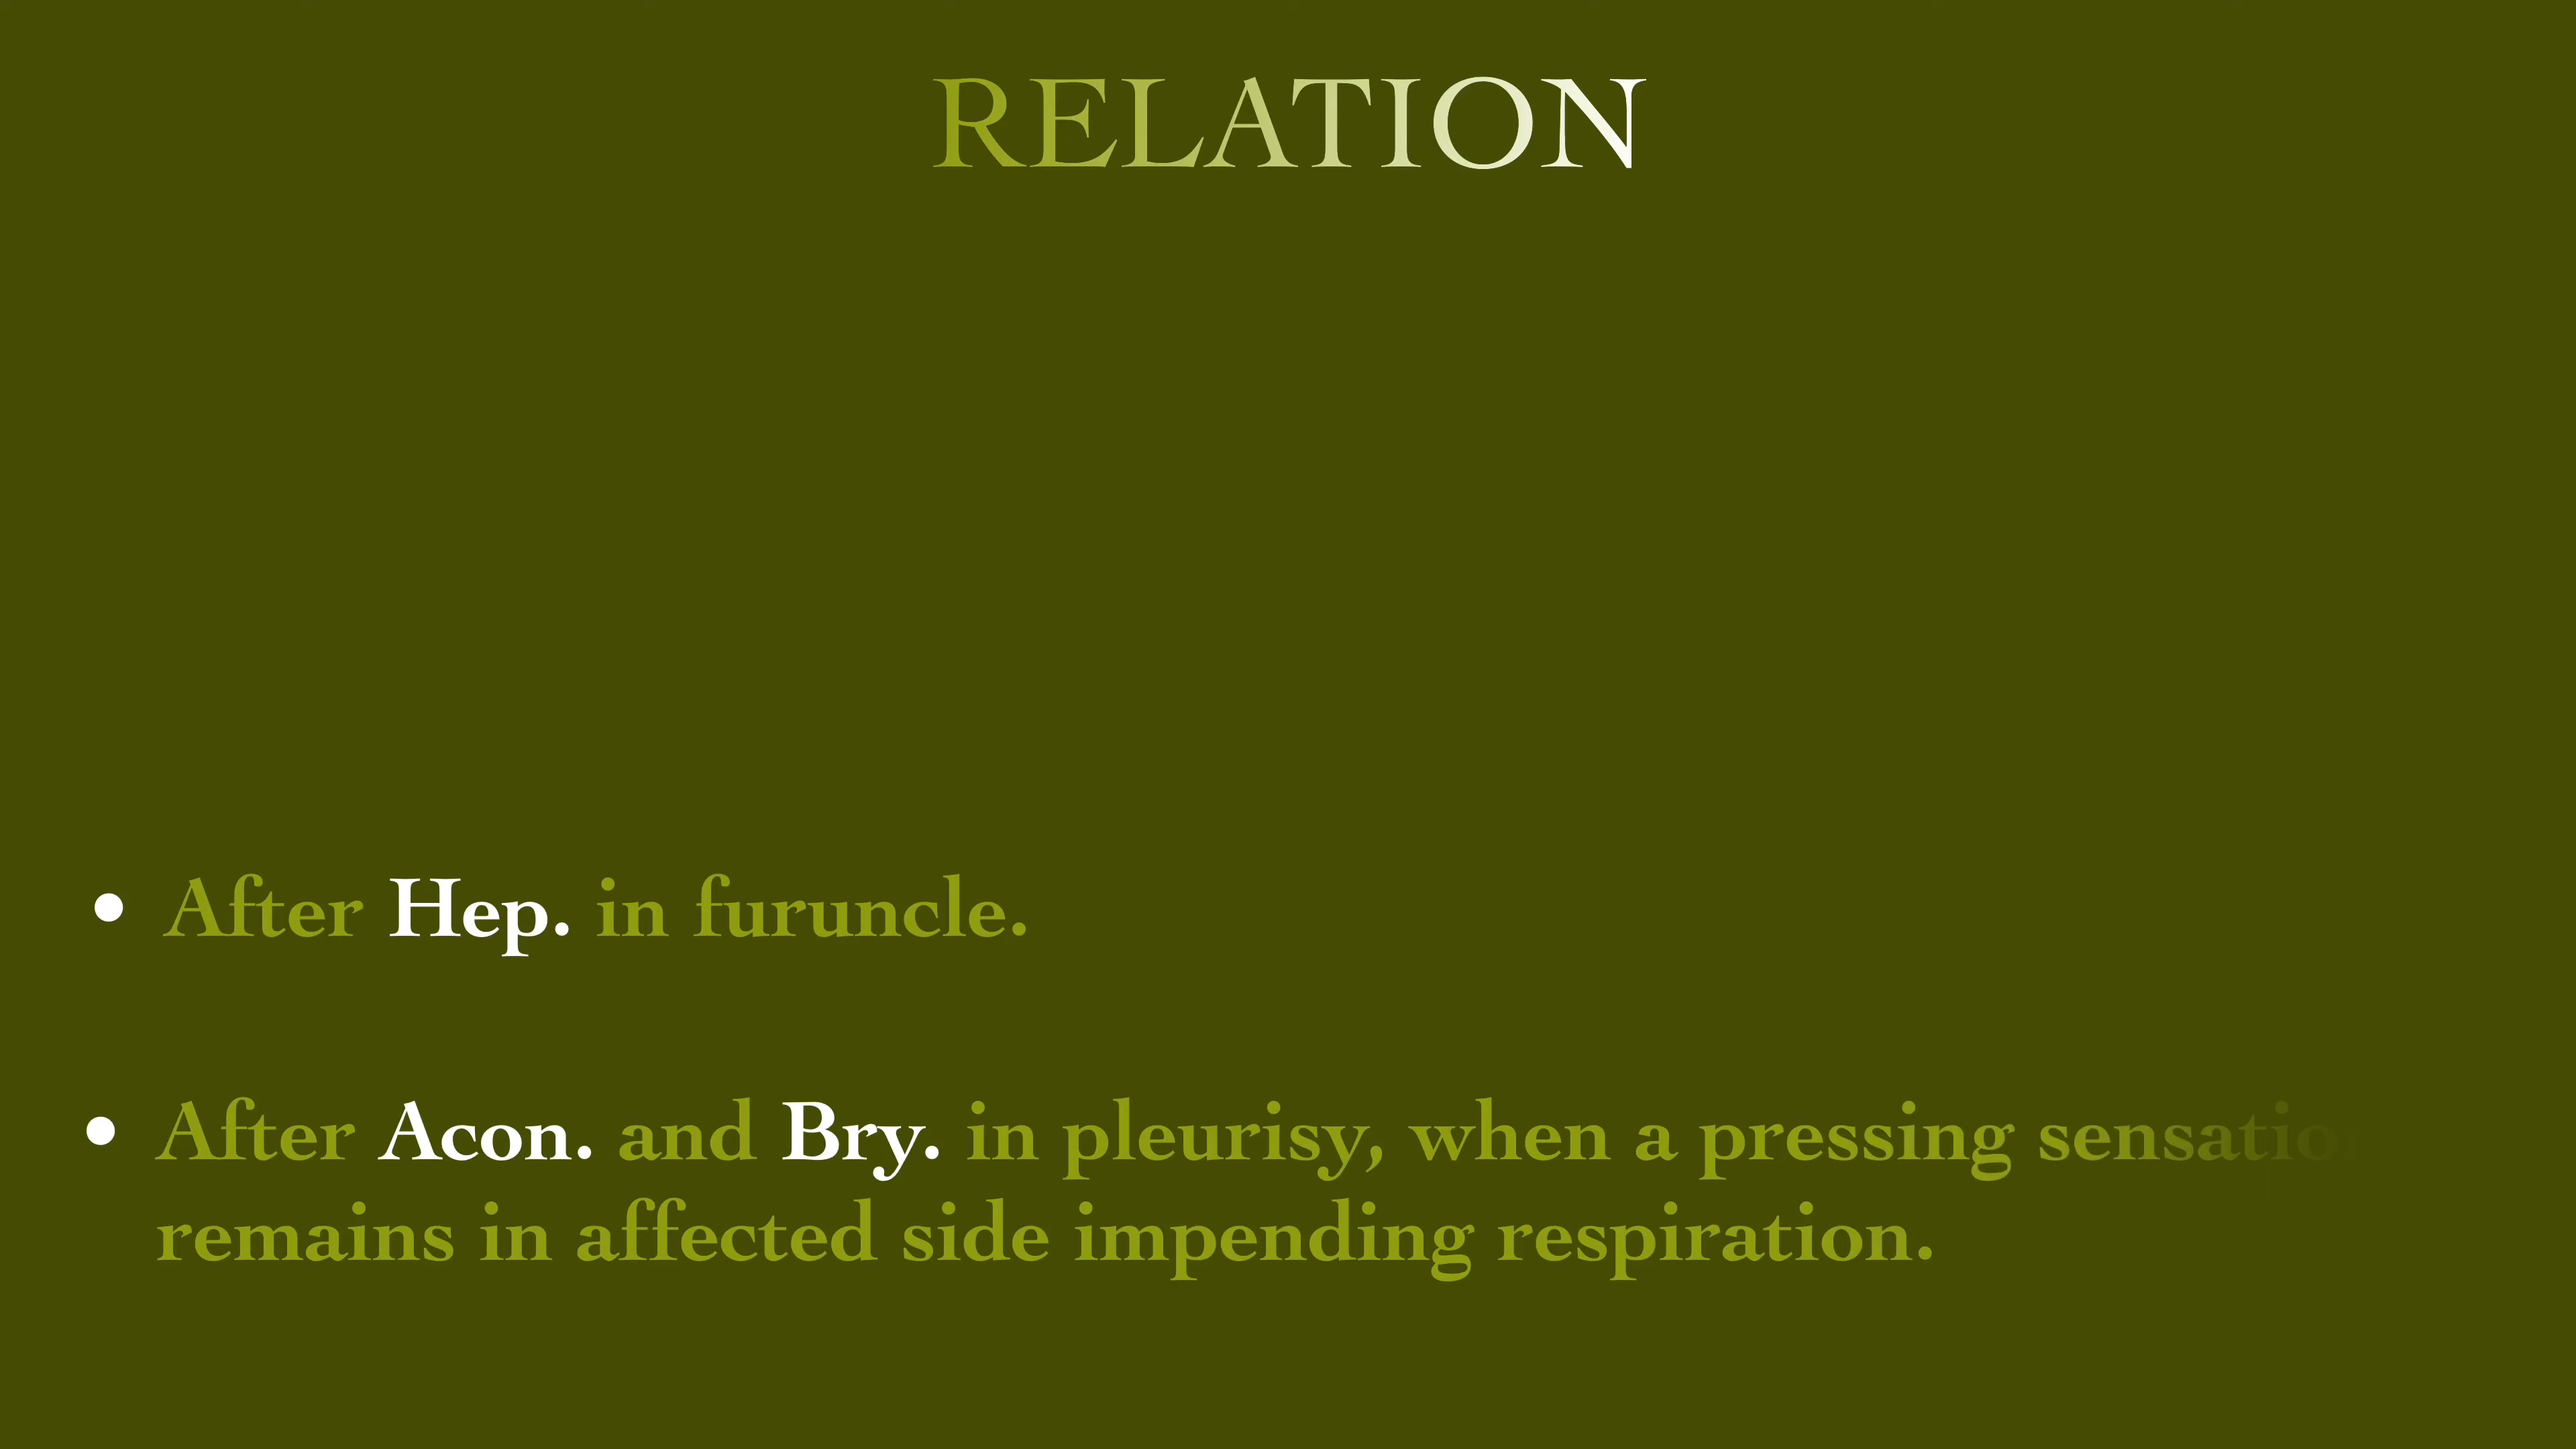 RELATION
• After Hep. in furuncle.
• After Acon. and Bry. in pleurisy, when a pressing sensation
remains in affected side impending respiration.